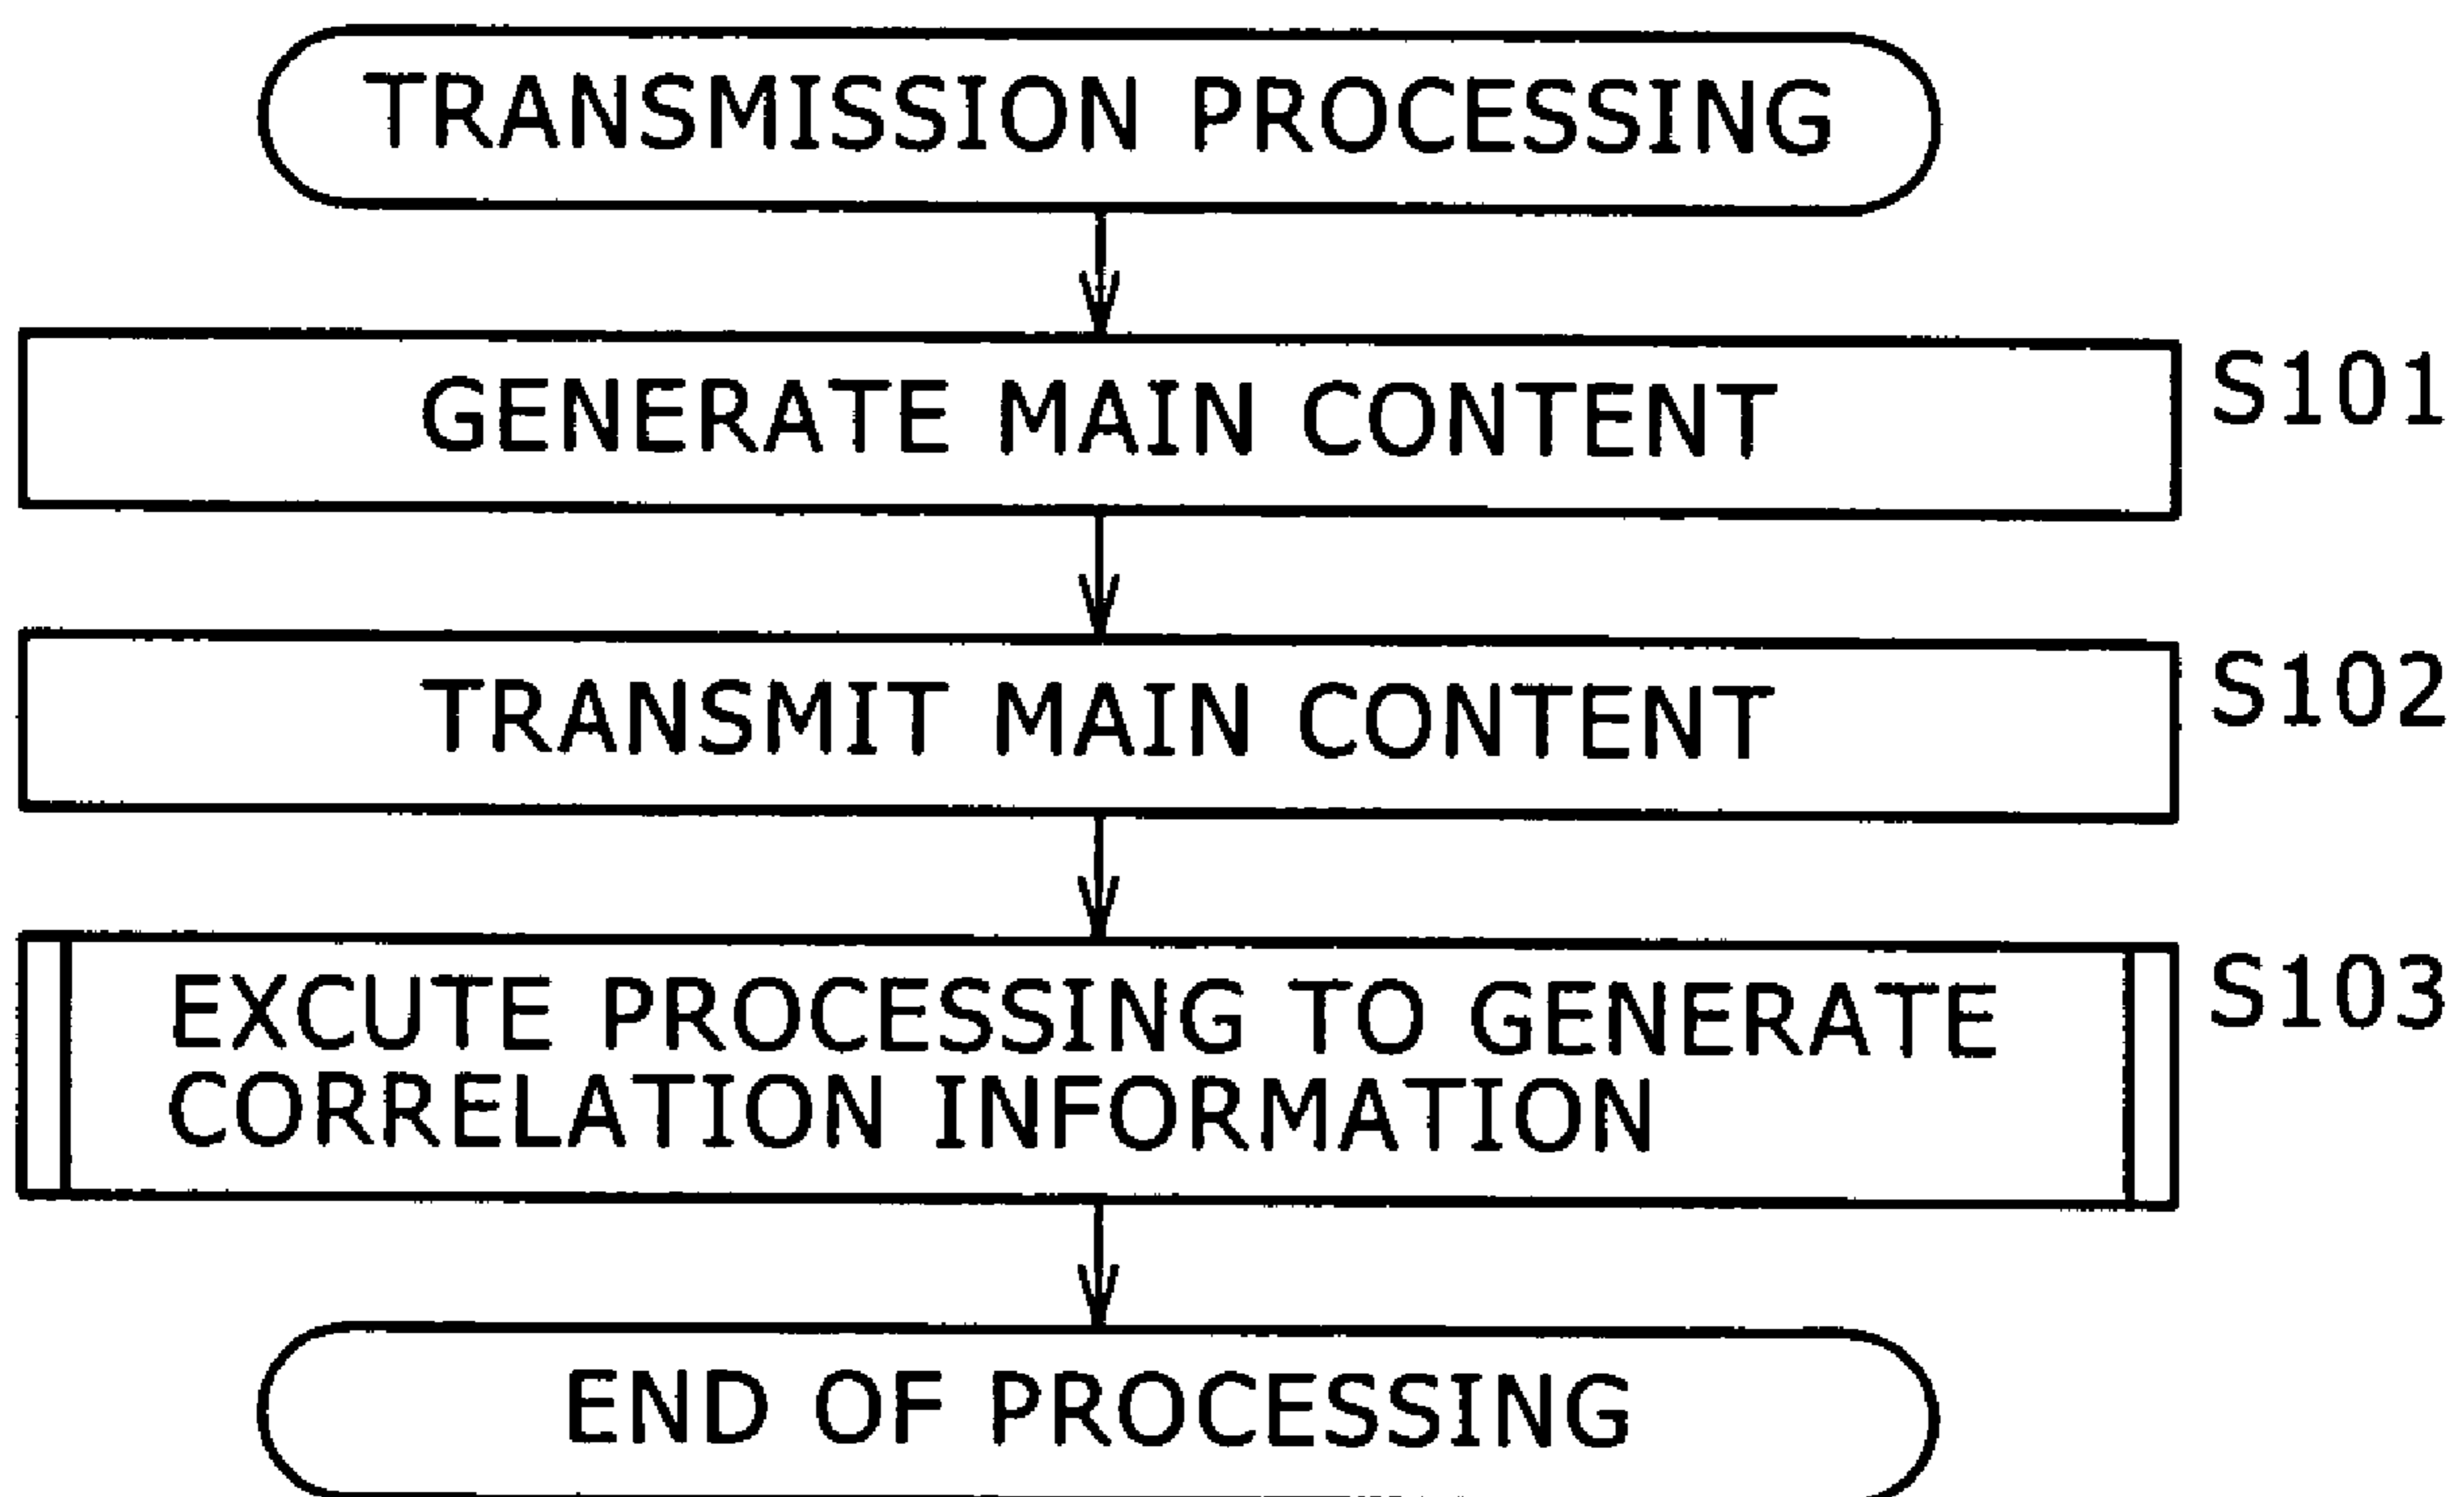 TRANSMISSION PROCESSING
GENERATE MAIN CONTENT
S101
TRANSMIT MAIN CONTENT
S102
EXCUTE PROCESSING TO GENERATE
S103
CORRELATION INFORMATION
END OF PROCESSING